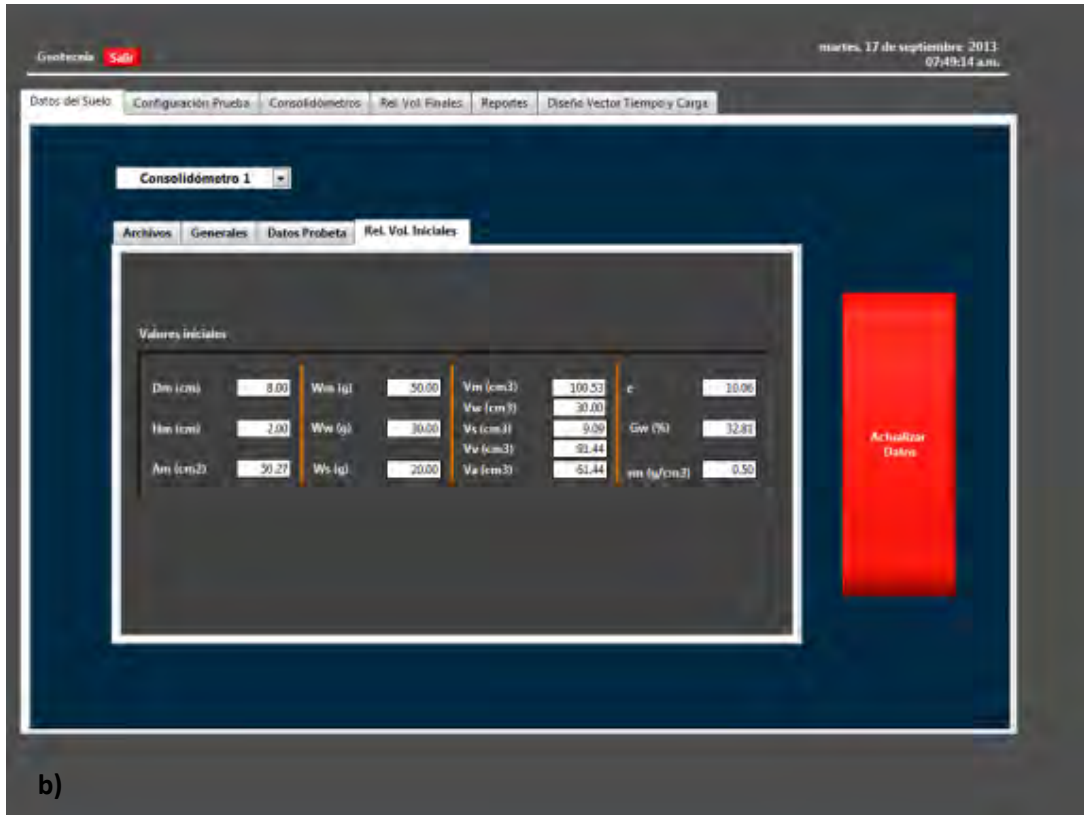 Geotecnia Salir
martes, 17 de septiembre 2013
07:49:14 a.m.
Datos del Suelo Configuración Prueba Consolidómetros Rel. Vol. Finales Reportes Diseño Vector Tiempo y Carga
Consolidómetro 1
Archivos Generales Datos Probeta Rel. Vol. Iniciales
Valores iniciales
Dm (cm) 8.00 Wm (g) 50.00 Vm (cm3) 100.53 e 10.06
Vw (cm3) 30.00
Hm (cm) 2.00 Ww (g) 30.00 Vs (cm3) 9.09 Gw (%) 32.81
Vv (cm3) 91.44
Am (cm2) 50.27 Ws (g) 20.00 Va (cm3) 61.44 γm (g/cm3) 0.50
Actualizar
Datos
b)